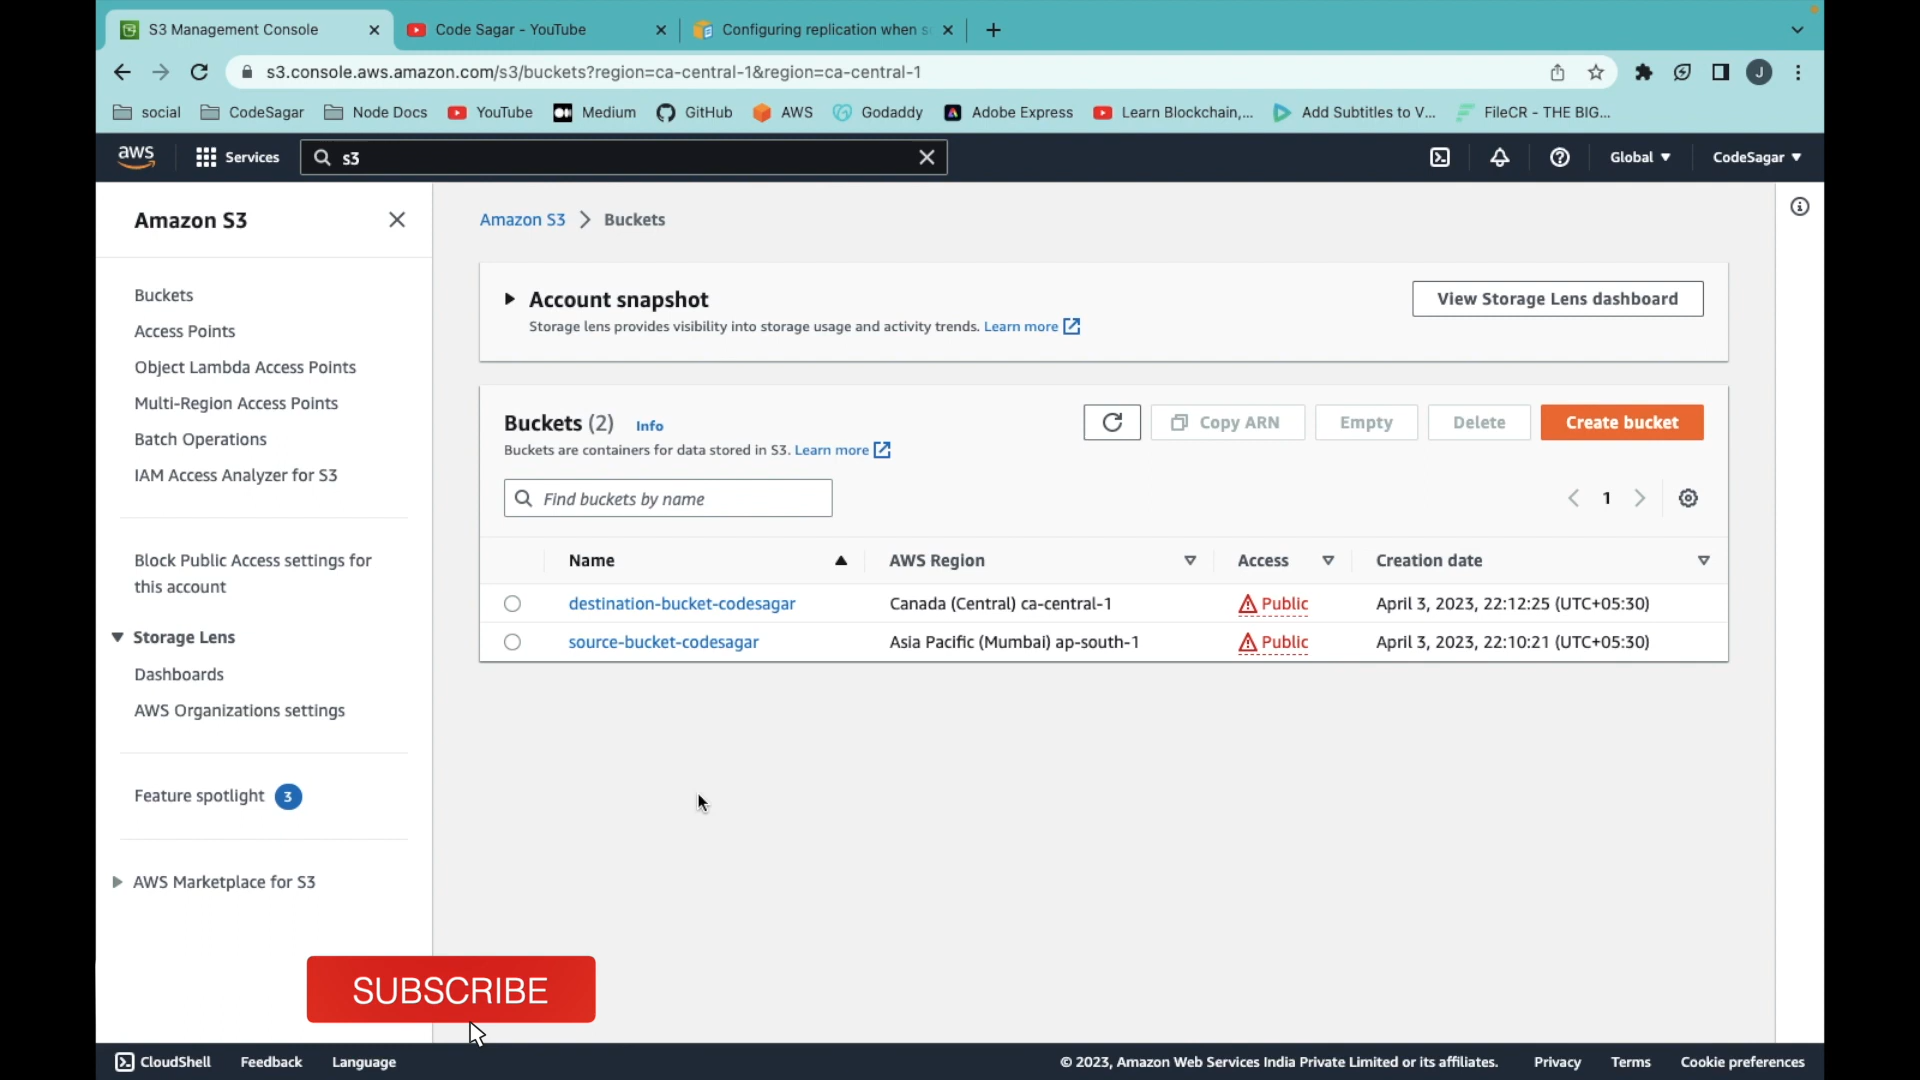 S3 Management Console
Code Sagar - YouTube
Configuring replication when s
s3.console.aws.amazon.com/s3/buckets?region=ca-central-1&region=ca-central-1
J
social
CodeSagar
Node Docs
YouTube
Medium
GitHub
AWS
Godaddy
Adobe Express
Learn Blockchain,...
Add Subtitles to V...
FileCR - THE BIG...
aws
Services
s3
Global
CodeSagar
Amazon S3
Buckets
Access Points
Object Lambda Access Points
Multi-Region Access Points
Batch Operations
IAM Access Analyzer for S3
Block Public Access settings for
this account
Storage Lens
Dashboards
AWS Organizations settings
Feature spotlight 3
AWS Marketplace for S3
Amazon S3 > Buckets
Account snapshot
Storage lens provides visibility into storage usage and activity trends. Learn more
View Storage Lens dashboard
Buckets (2) Info
Buckets are containers for data stored in S3. Learn more
Copy ARN
Empty
Delete
Create bucket
Find buckets by name
1
Name AWS Region Access Creation date
destination-bucket-codesagar Canada (Central) ca-central-1 Public April 3, 2023, 22:12:25 (UTC+05:30)
source-bucket-codesagar Asia Pacific (Mumbai) ap-south-1 Public April 3, 2023, 22:10:21 (UTC+05:30)
SUBSCRIBE
CloudShell
Feedback
Language
© 2023, Amazon Web Services India Private Limited or its affiliates.
Privacy
Terms
Cookie preferences